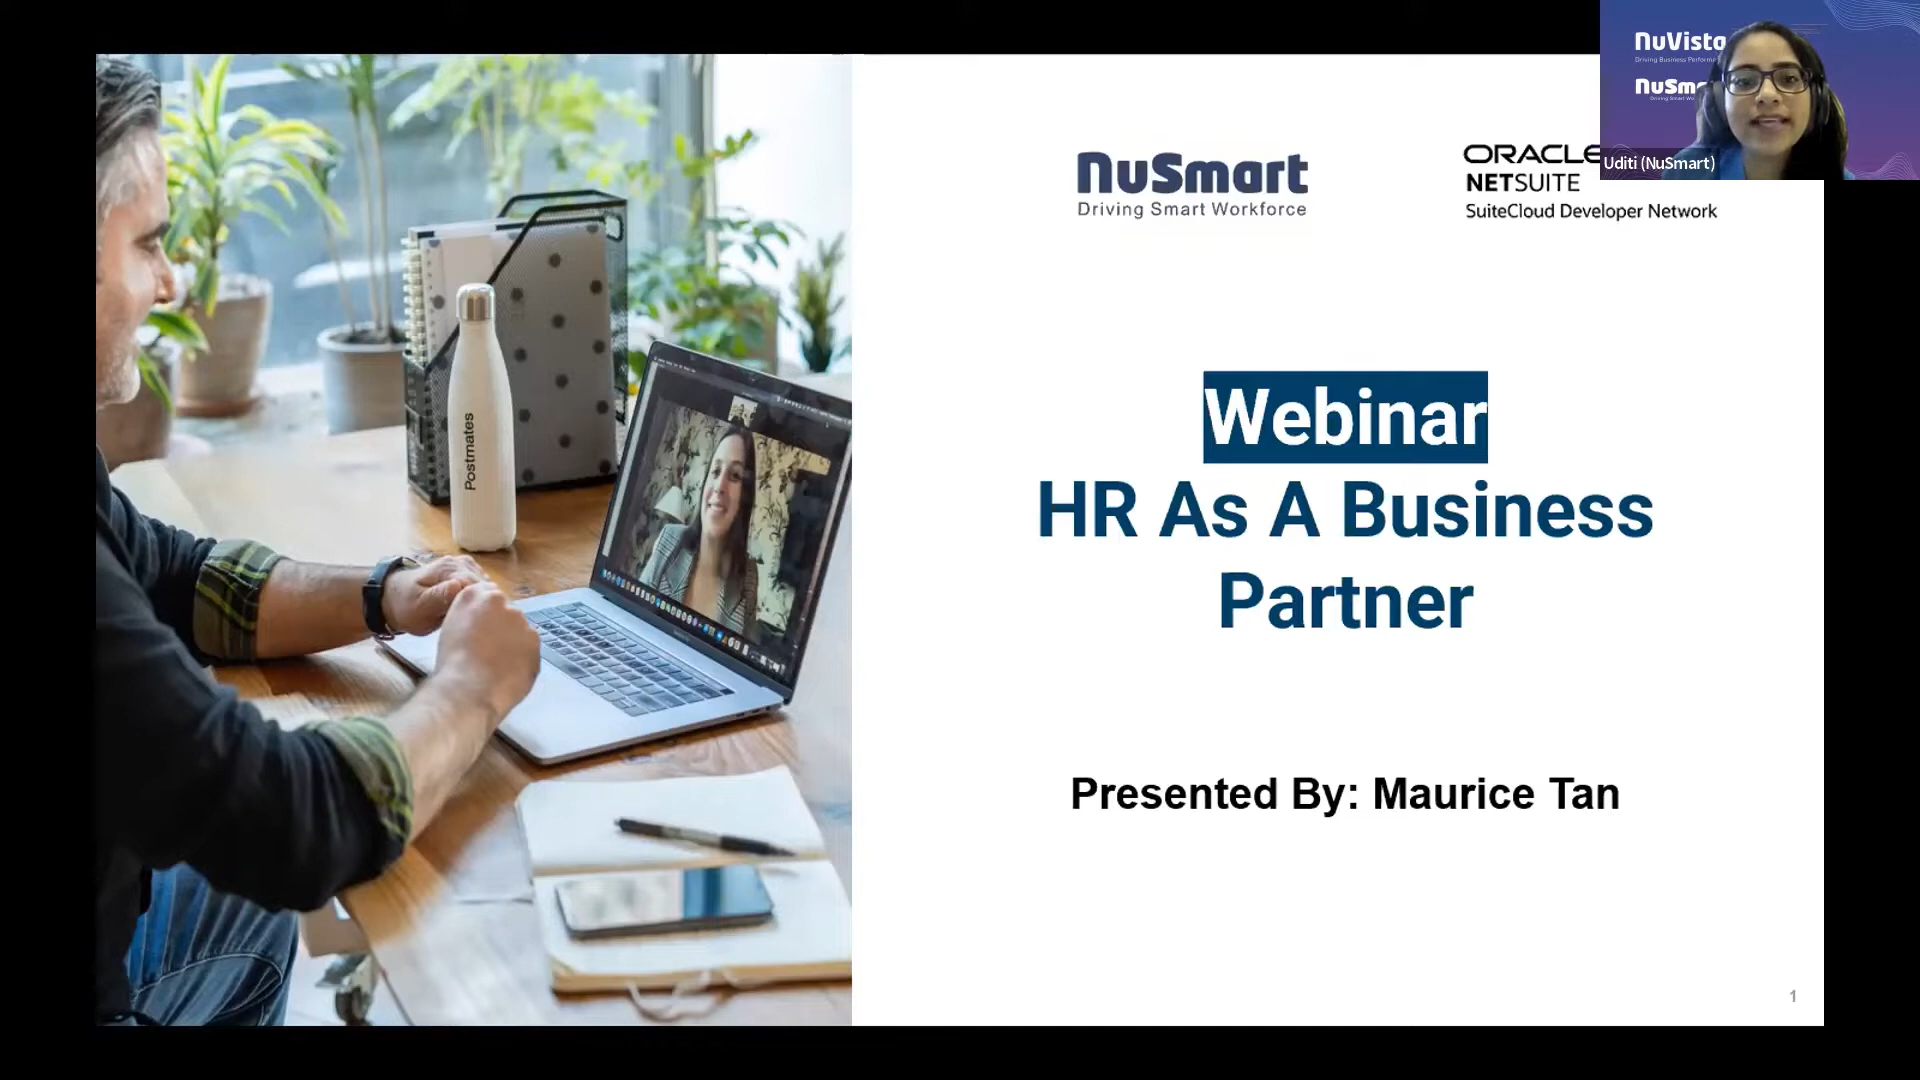 NuSmart
Driving Smart Workforce
ORACLE
NETSUITE
SuiteCloud Developer Network
NuVista
Uditi (NuSmart)
Postmates
Webinar
HR As A Business
Partner
Presented By: Maurice Tan
1